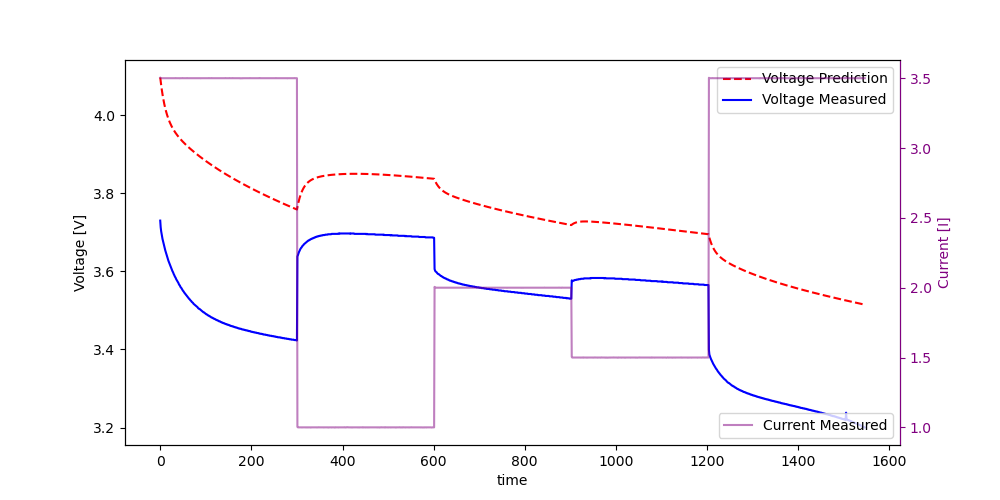 Voltage Prediction
Voltage Measured
Current Measured
Voltage [V]
4.0
3.8
3.6
3.4
3.2
3.5
3.0
2.5
2.0
1.5
1.0
Current [I]
0 200 400 600 800 1000 1200 1400 1600
time